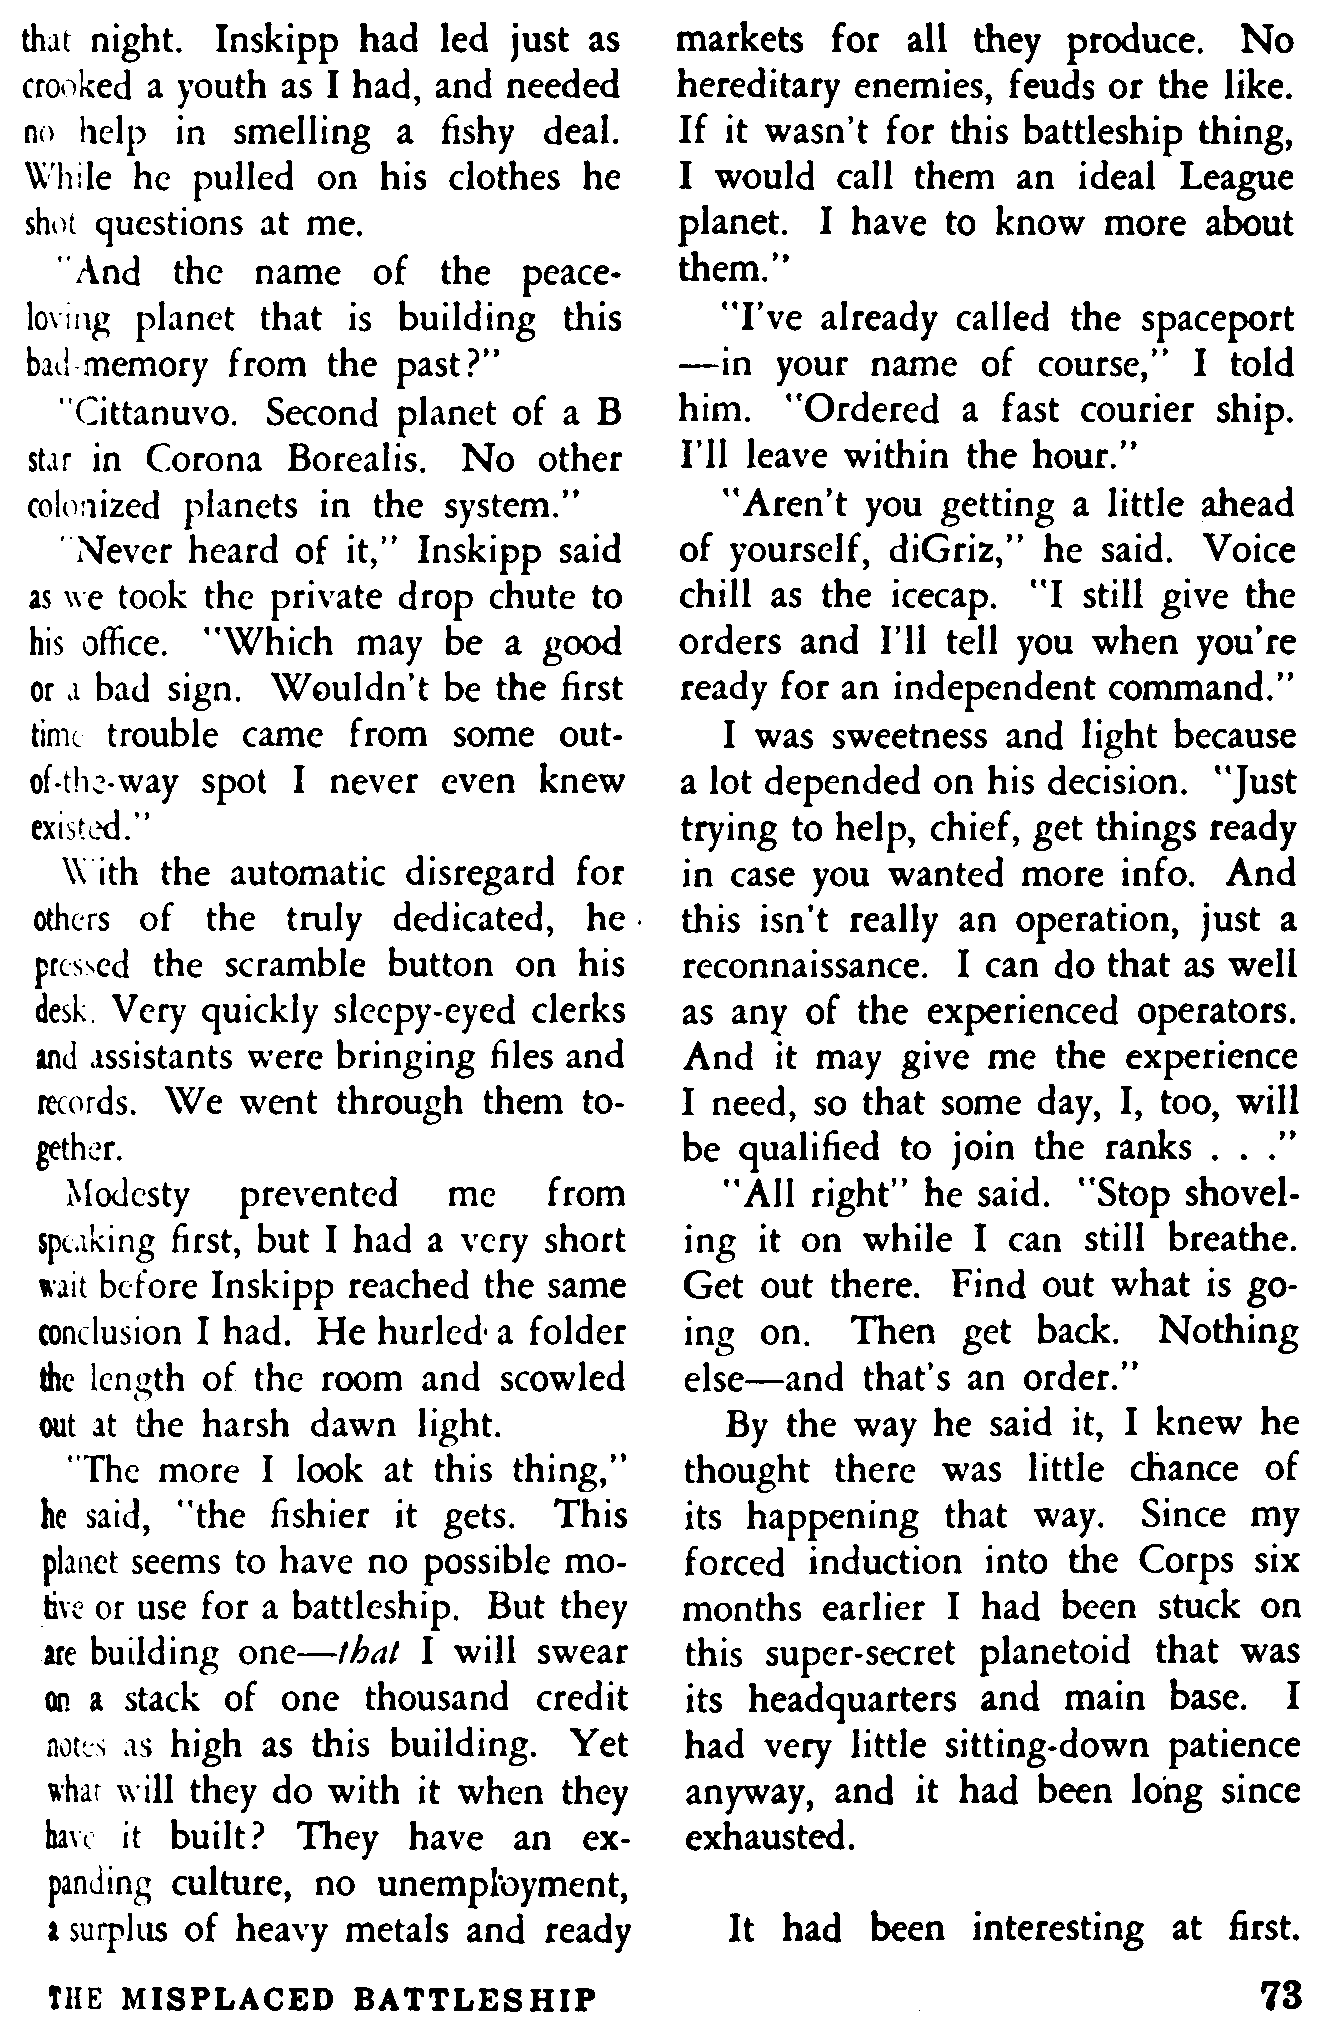 that night. Inskipp had led just as
crooked a youth as I had, and needed
no help in smelling a fishy deal.
While he pulled on his clothes he
shot questions at me.
"And the name of the peace-
loving planet that is building this
bad-memory from the past?"
"Cittanuvo. Second planet of a B
star in Corona Borealis. No other
colonized planets in the system."
"Never heard of it," Inskipp said
as we took the private drop chute to
his office. "Which may be a good
or a bad sign. Wouldn't be the first
time trouble came from some out-
of-the-way spot I never even knew
existed."
With the automatic disregard for
others of the truly dedicated, he
pressed the scramble button on his
desk. Very quickly sleepy-eyed clerks
and assistants were bringing files and
records. We went through them to-
gether.
Modesty prevented me from
speaking first, but I had a very short
wait before Inskipp reached the same
conclusion I had. He hurled a folder
the length of the room and scowled
out at the harsh dawn light.
"The more I look at this thing,"
he said, "the fishier it gets. This
planet seems to have no possible mo-
tive or use for a battleship. But they
are building one—that I will swear
on a stack of one thousand credit
notes as high as this building. Yet
what will they do with it when they
have it built? They have an ex-
panding culture, no unemployment,
a surplus of heavy metals and ready
markets for all they produce. No
hereditary enemies, feuds or the like.
If it wasn't for this battleship thing,
I would call them an ideal League
planet. I have to know more about
them."
"I've already called the spaceport
—in your name of course," I told
him. "Ordered a fast courier ship.
I'll leave within the hour."
"Aren't you getting a little ahead
of yourself, diGriz," he said. Voice
chill as the icecap. "I still give the
orders and I'll tell you when you're
ready for an independent command."
I was sweetness and light because
a lot depended on his decision. "Just
trying to help, chief, get things ready
in case you wanted more info. And
this isn't really an operation, just a
reconnaissance. I can do that as well
as any of the experienced operators.
And it may give me the experience
I need, so that some day, I, too, will
be qualified to join the ranks . . ."
"All right" he said. "Stop shovel-
ing it on while I can still breathe.
Get out there. Find out what is go-
ing on. Then get back. Nothing
else—and that's an order."
By the way he said it, I knew he
thought there was little chance of
its happening that way. Since my
forced induction into the Corps six
months earlier I had been stuck on
this super-secret planetoid that was
its headquarters and main base. I
had very little sitting-down patience
anyway, and it had been long since
exhausted.
It had been interesting at first.
THE MISPLACED BATTLESHIP
73